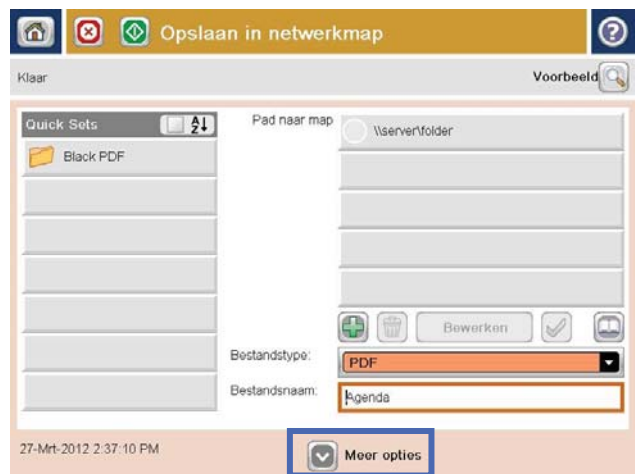 Opslaan in netwerkmap
Klaar
Voorbeeld
Quick Sets
Pad naar map
\\server\folder
Black PDF
Bewerken
Bestandstype:
PDF
Bestandsnaam:
Agenda
27-Mrt-2012 2:37:10 PM
Meer opties